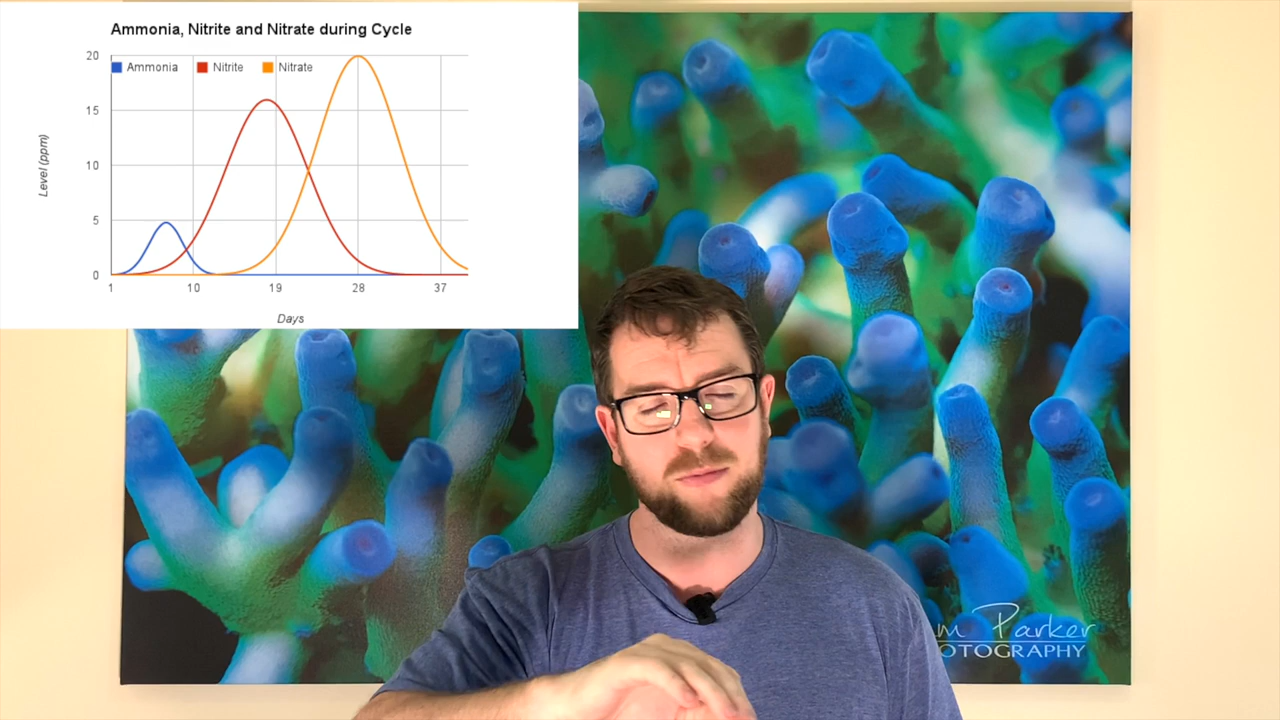 Ammonia, Nitrite and Nitrate during Cycle
Ammonia Nitrite Nitrate
20
15
10
5
0
Level (ppm)
1 10 19 28 37
Days
m Parker
OTOGRAPHY